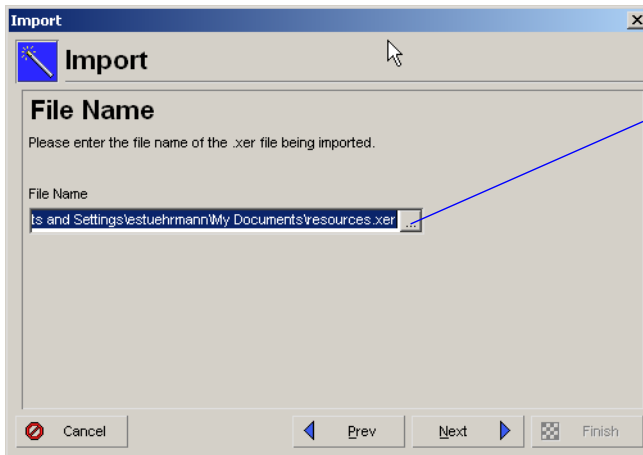 Import
Import
File Name
Please enter the file name of the .xer file being imported.
File Name
ts and Settings\estuehrmann\My Documents\resources.xer ...
Cancel Prev Next Finish